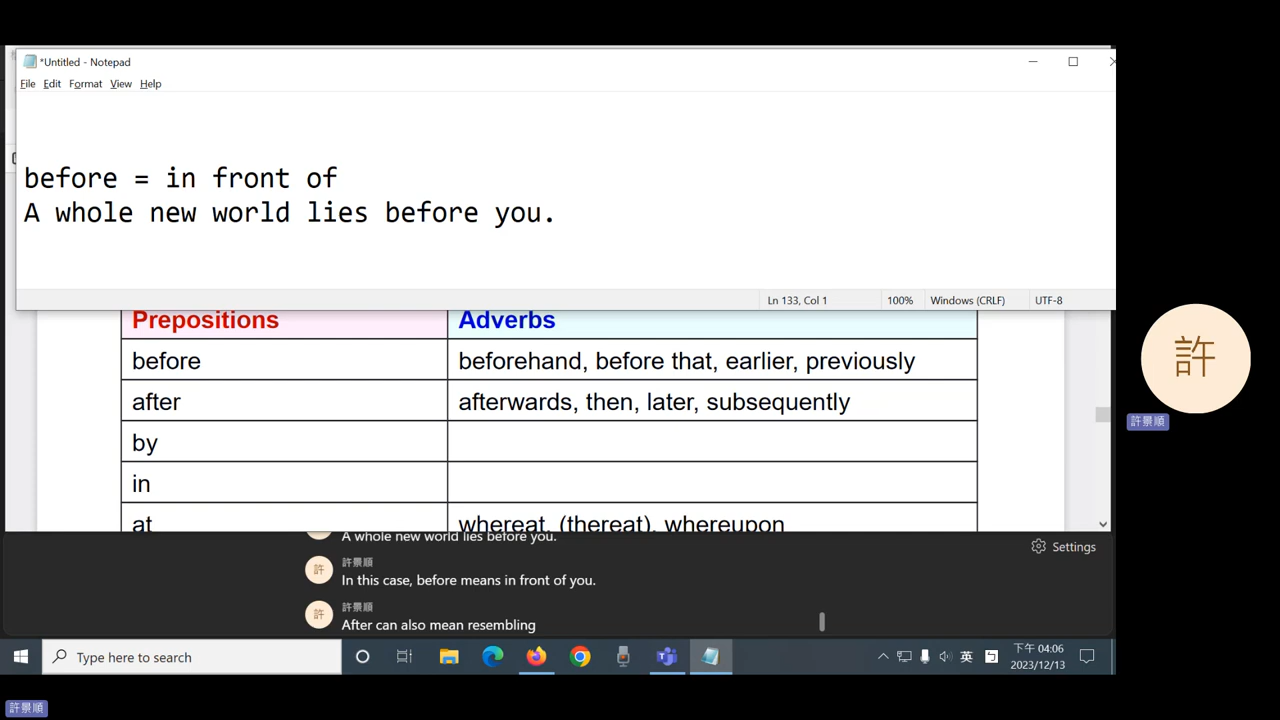 *Untitled - Notepad
File Edit Format View Help
before = in front of
A whole new world lies before you.
Ln 133, Col 1 100% Windows (CRLF) UTF-8
Prepositions Adverbs
before beforehand, before that, earlier, previously
after afterwards, then, later, subsequently
by
in
at whereat, (thereat), whereupon
A whole new world lies before you.
Settings
許景順
許 In this case, before means in front of you.
許景順
許 After can also mean resembling
許
許景順
Type here to search
英
下午 04:06
2023/12/13
許景順